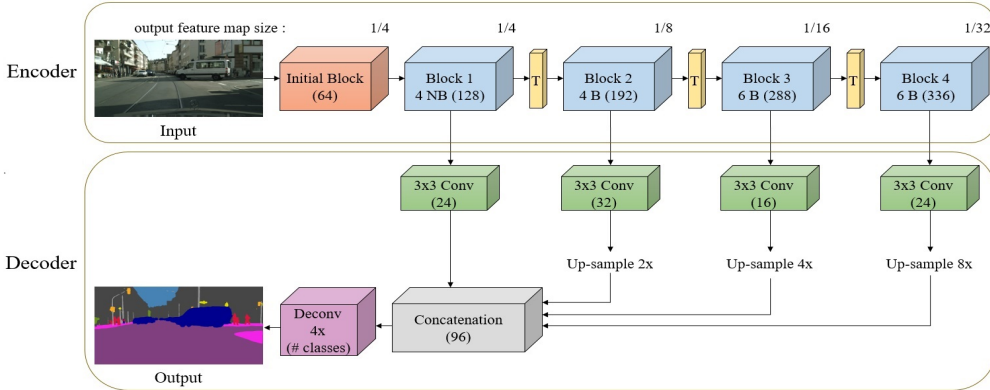 output feature map size :
1/4
1/4
1/8
1/16
1/32
Encoder
Input
Initial Block
(64)
Block 1
4 NB (128)
T
Block 2
4 B (192)
T
Block 3
6 B (288)
T
Block 4
6 B (336)
Decoder
3x3 Conv
(24)
3x3 Conv
(32)
3x3 Conv
(16)
3x3 Conv
(24)
Up-sample 2x
Up-sample 4x
Up-sample 8x
Concatenation
(96)
Deconv
4x
(# classes)
Output